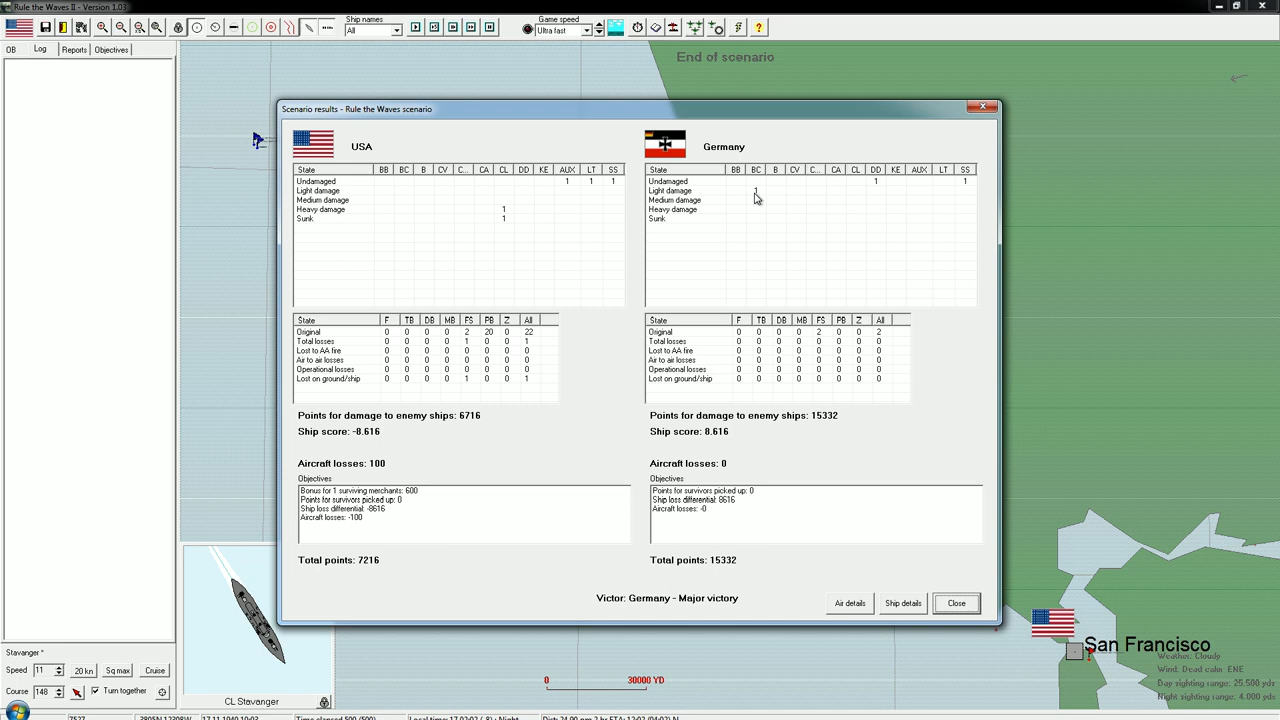 Rule the Waves II - Version 1.03
Ship names
All
Game speed
Ultra fast
OB Log Reports Objectives
End of scenario
Scenario results - Rule the Waves scenario
USA
Germany
State BB BC B CV C... CA CL DD KE AUX LT SS
Undamaged 1 1 1
Light damage
Medium damage
Heavy damage 1
Sunk 1
State BB BC B CV C... CA CL DD KE AUX LT SS
Undamaged 1 1
Light damage 1
Medium damage
Heavy damage
Sunk
State F TB DB MB FS PB Z All
Original 0 0 0 0 2 20 0 22
Total losses 0 0 0 0 1 0 0 1
Lost to AA fire 0 0 0 0 0 0 0 0
Air to air losses 0 0 0 0 0 0 0 0
Operational losses 0 0 0 0 0 0 0 0
Lost on ground/ship 0 0 0 0 1 0 0 1
State F TB DB MB FS PB Z All
Original 0 0 0 0 2 0 0 2
Total losses 0 0 0 0 0 0 0 0
Lost to AA fire 0 0 0 0 0 0 0 0
Air to air losses 0 0 0 0 0 0 0 0
Operational losses 0 0 0 0 0 0 0 0
Lost on ground/ship 0 0 0 0 0 0 0 0
Points for damage to enemy ships: 6716
Ship score: -8.616
Aircraft losses: 100
Objectives
Bonus for 1 surviving merchants: 600
Points for survivors picked up: 0
Ship loss differential: -8616
Aircraft losses: -100
Total points: 7216
Points for damage to enemy ships: 15332
Ship score: 8.616
Aircraft losses: 0
Objectives
Points for survivors picked up: 0
Ship loss differential: 8616
Aircraft losses: -0
Total points: 15332
Victor: Germany - Major victory
Air details
Ship details
Close
San Francisco
Weather: Cloudy
Wind: Dead calm ENE
Day sighting range: 25,500 yds
Night sighting range: 4,000 yds
0 30000 YD
Stavanger *
Speed 11 20 kn Sq max Cruise
Course 148 Turn together
CL Stavanger